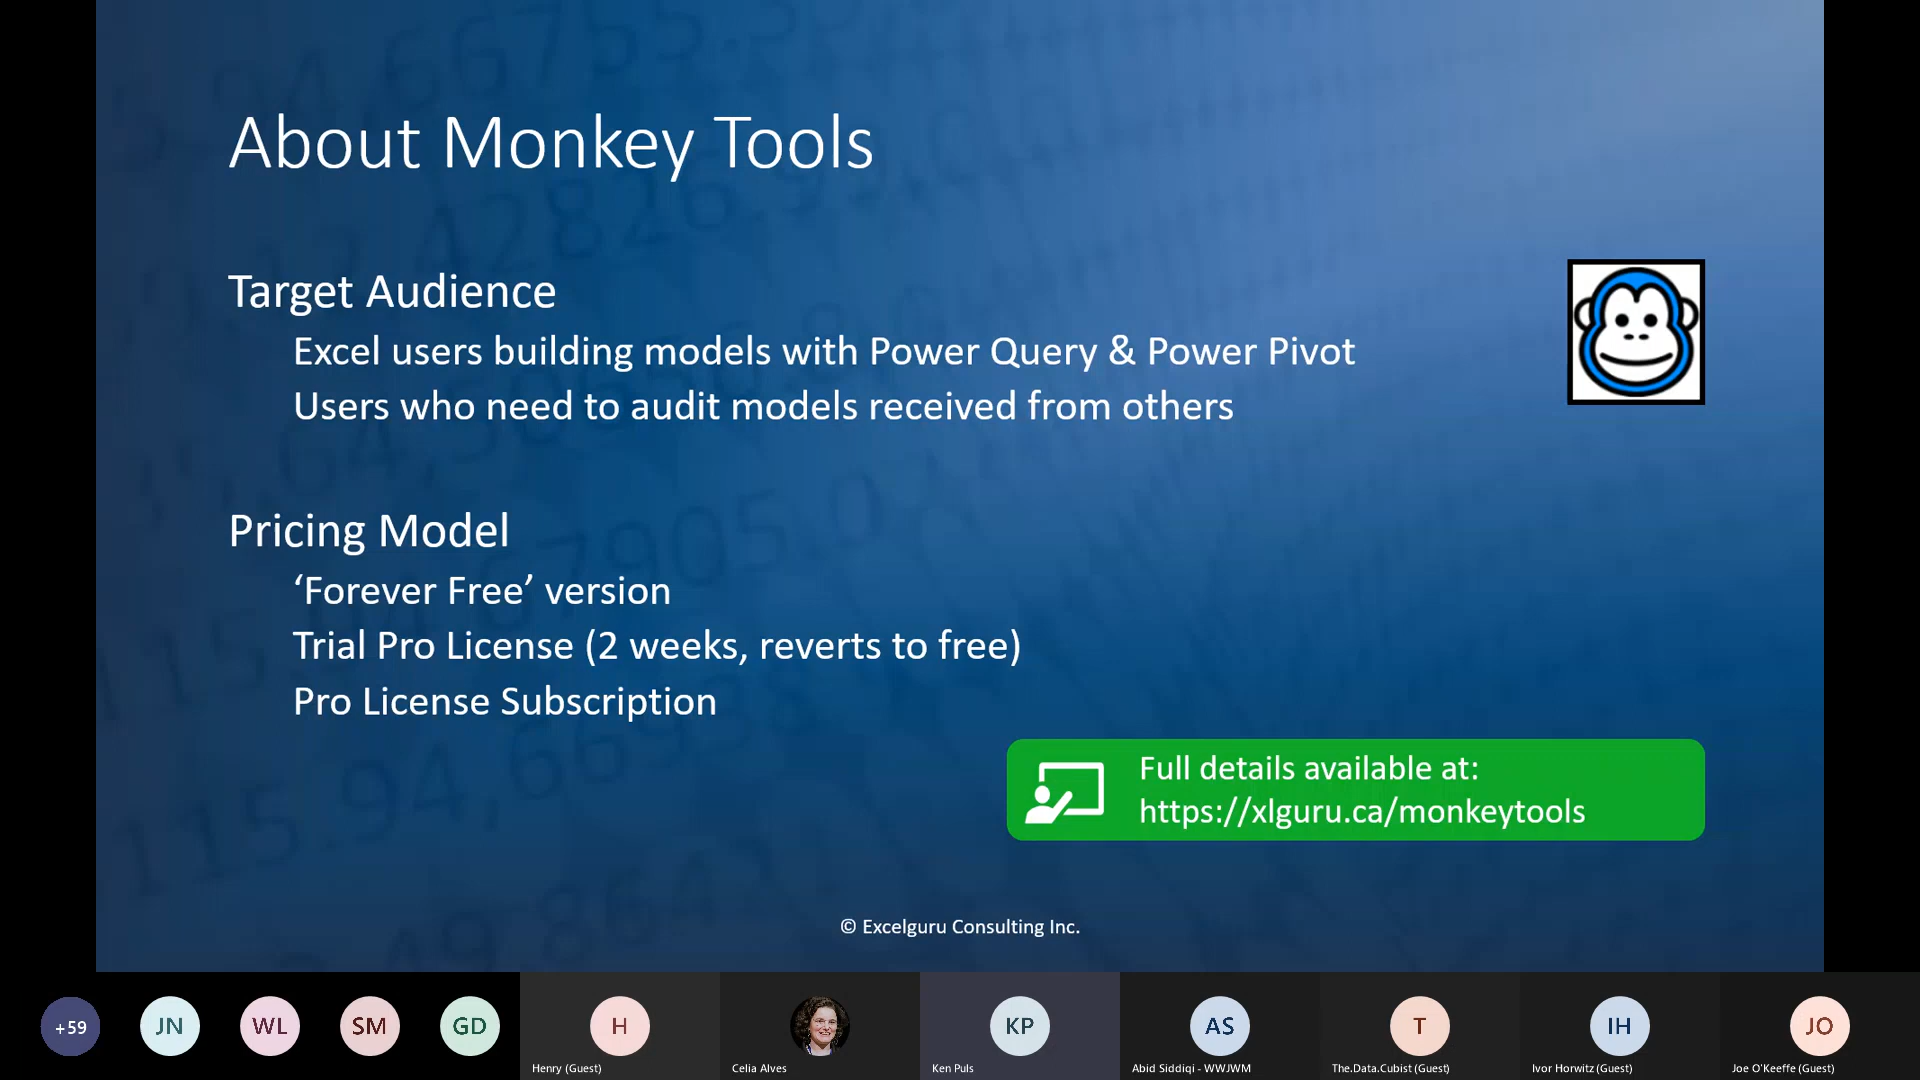 About Monkey Tools
Target Audience
Excel users building models with Power Query & Power Pivot
Users who need to audit models received from others
Pricing Model
‘Forever Free’ version
Trial Pro License (2 weeks, reverts to free)
Pro License Subscription
Full details available at:
https://xlguru.ca/monkeytools
© Excelguru Consulting Inc.
+59
JN
WL
SM
GD
H
KP
AS
T
IH
JO
Henry (Guest)
Celia Alves
Ken Puls
Abid Siddiqi - WWJWM
The.Data.Cubist (Guest)
Ivor Horwitz (Guest)
Joe O'Keeffe (Guest)